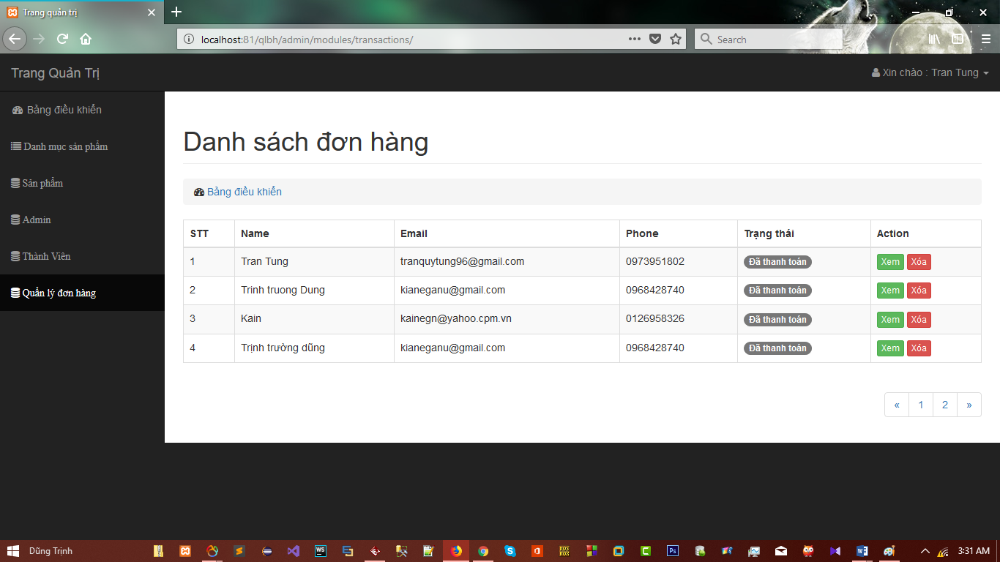 Trang quản trị
localhost:81/qlbh/admin/modules/transactions/
Search
Trang Quản Trị
Xin chào : Tran Tung
Bảng điều khiển
Danh mục sản phẩm
Sản phẩm
Admin
Thành Viên
Quẩn lý đơn hàng
Danh sách đơn hàng
Bảng điều khiển
STT Name Email Phone Trạng thái Action
1 Tran Tung tranquytung96@gmail.com 0973951802 Đã thanh toán Xem Xóa
2 Trinh truong Dung kianeganu@gmail.com 0968428740 Đã thanh toán Xem Xóa
3 Kain kainegn@yahoo.cpm.vn 0126958326 Đã thanh toán Xem Xóa
4 Trịnh trường dũng kianeganu@gmail.com 0968428740 Đã thanh toán Xem Xóa
« 1 2 »
Dũng Trịnh
WS
DOS BOX
C
Ps
W
3:31 AM